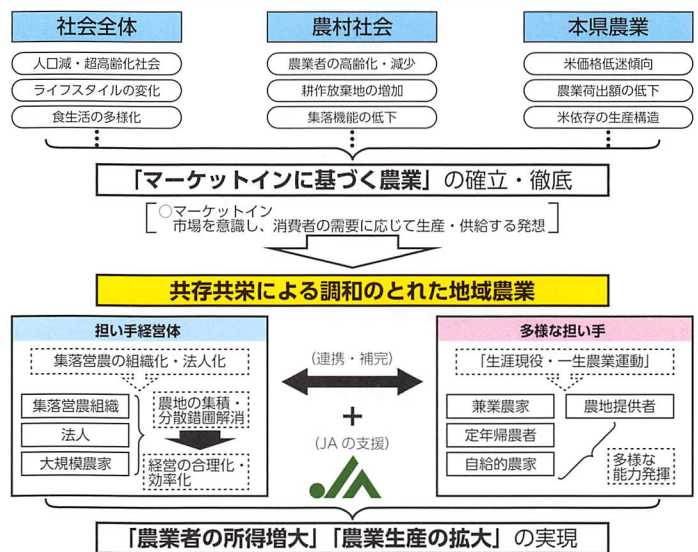 社会全体
人口減・超高齢化社会
ライフスタイルの変化
食生活の多様化
農村社会
農業者の高齢化・減少
耕作放棄地の増加
集落機能の低下
本県農業
米価格低迷傾向
農業荷出額の低下
米依存の生産構造
「マーケットインに基づく農業」の確立・徹底
○マーケットイン
市場を意識し、消費者の需要に応じて生産・供給する発想
共存共栄による調和のとれた地域農業
担い手経営体
集落営農の組織化・法人化
集落営農組織
法人
大規模農家
農地の集積・
分散錯圃解消
経営の合理化・
効率化
(連携・補完)
+
(JAの支援)
JA
多様な担い手
「生涯現役・一生農業運動」
兼業農家
定年帰農者
自給的農家
農地提供者
多様な
能力発揮
「農業者の所得増大」「農業生産の拡大」の実現